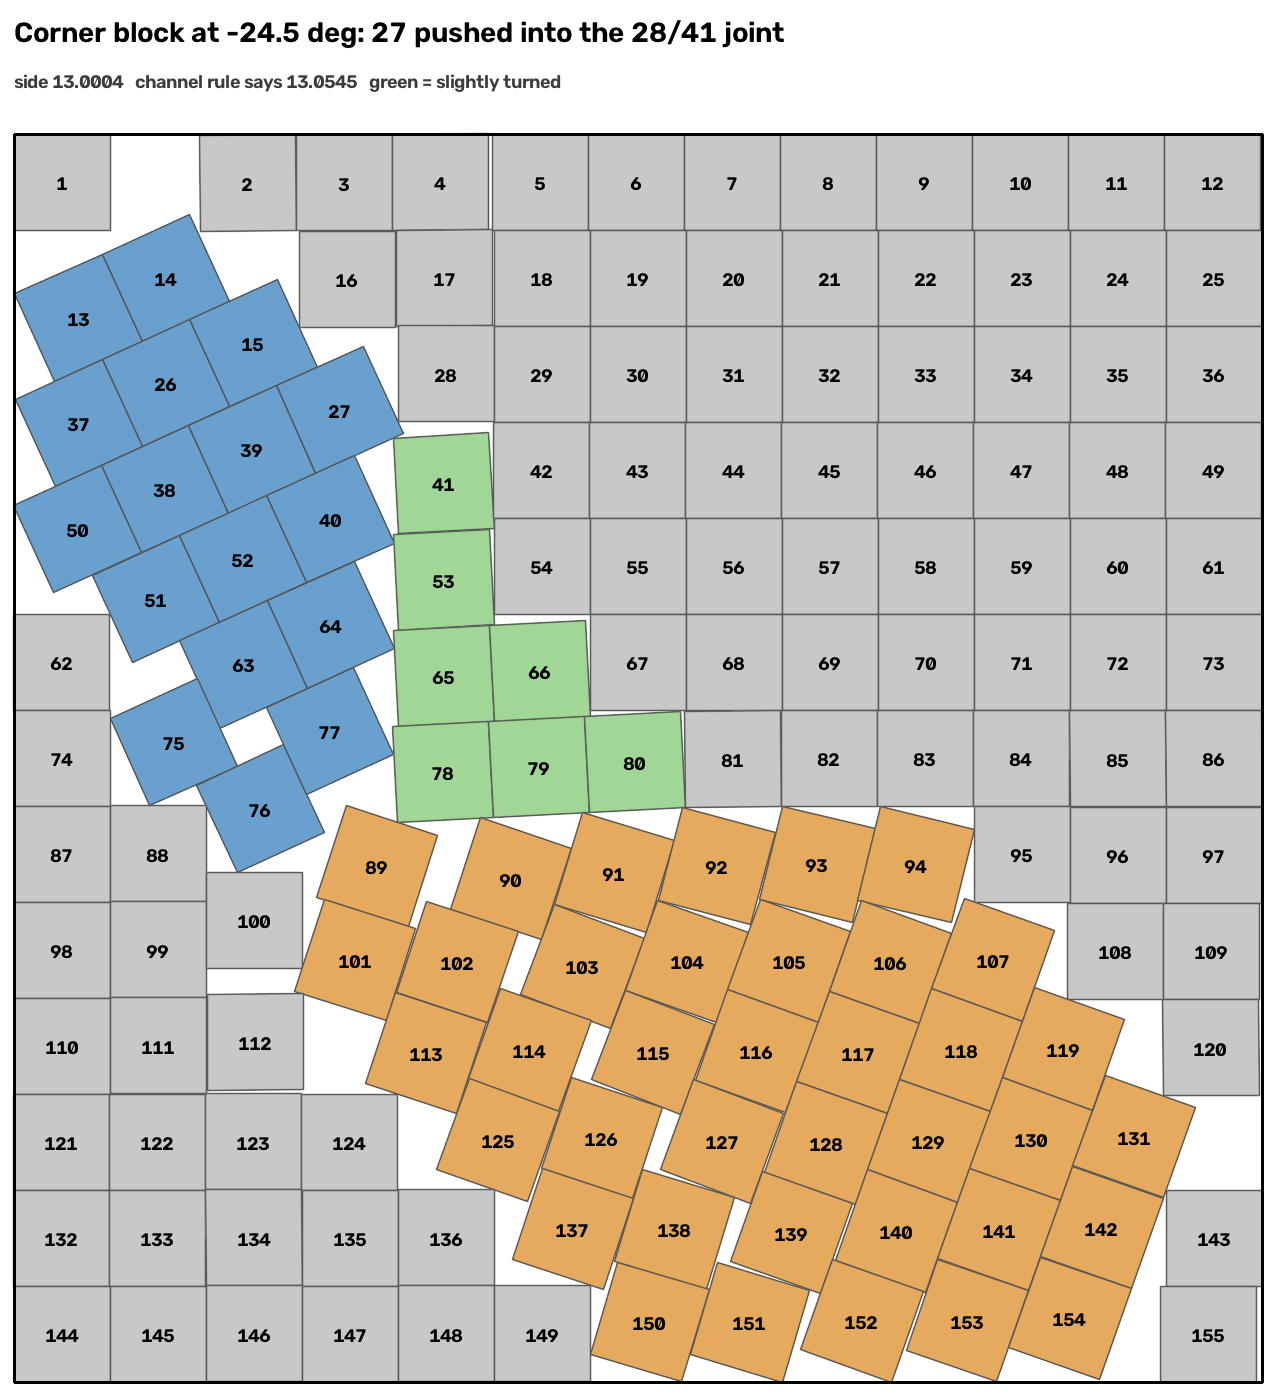 Corner block at -24.5 deg: 27 pushed into the 28/41 joint
side 13.0004 channel rule says 13.0545 green = slightly turned
1 2 3 4 5 6 7 8 9 10 11 12
13 14 16 17 18 19 20 21 22 23 24 25
15 26 27 28 29 30 31 32 33 34 35 36
37 38 39 41 42 43 44 45 46 47 48 49
50 51 52 40 53 54 55 56 57 58 59 60 61
62 63 64 65 66 67 68 69 70 71 72 73
74 75 76 77 78 79 80 81 82 83 84 85 86
87 88 89 90 91 92 93 94 95 96 97
98 99 100 101 102 103 104 105 106 107 108 109
110 111 112 113 114 115 116 117 118 119 120
121 122 123 124 125 126 127 128 129 130 131
132 133 134 135 136 137 138 139 140 141 142 143
144 145 146 147 148 149 150 151 152 153 154 155